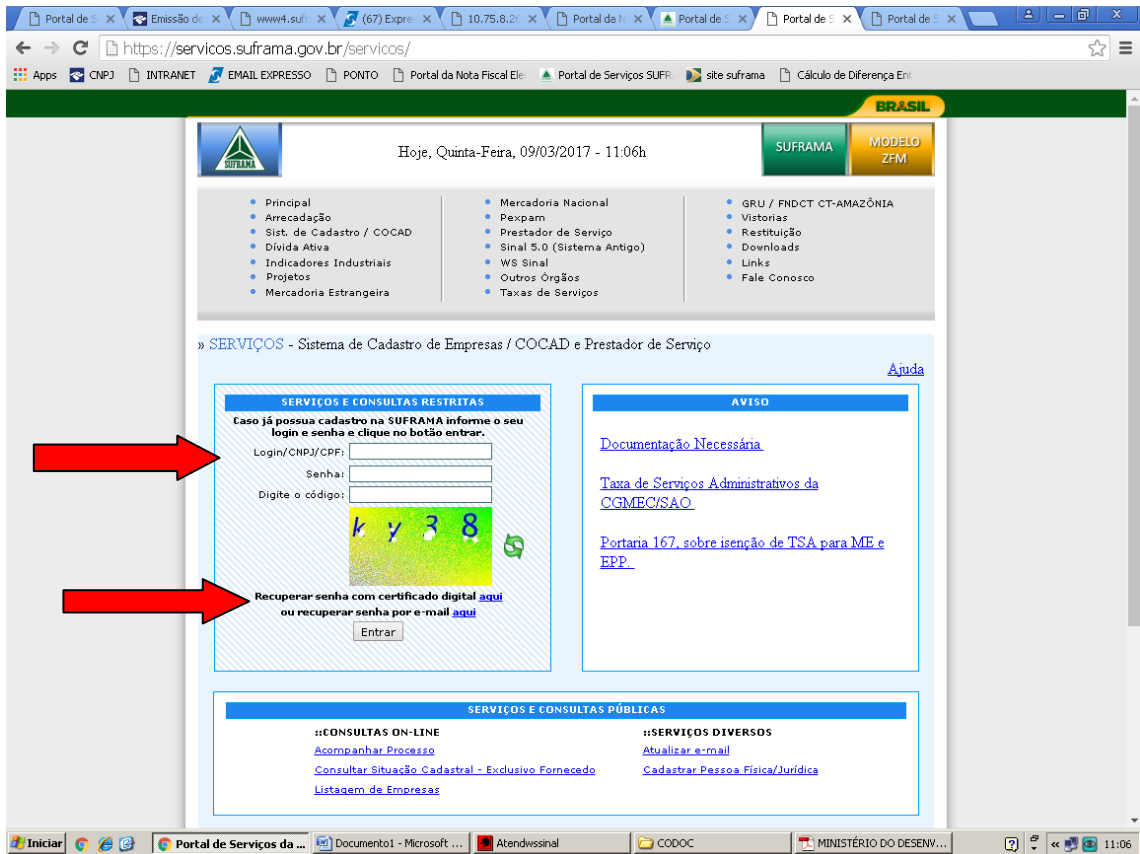 Portal de S
Emissão de
www4.sufr
(67) Expre
10.75.8.26
Portal da N
Portal de S
Portal de S
Portal de S
https://servicos.suframa.gov.br/servicos/
Apps
CNPJ
INTRANET
EMAIL EXPRESSO
PONTO
Portal da Nota Fiscal Ele
Portal de Serviços SUFR
site suframa
Cálculo de Diferença Ent
BRASIL
SUFRAMA
Hoje, Quinta-Feira, 09/03/2017 - 11:06h
SUFRAMA
MODELO
ZFM
Principal
Arrecadação
Sist. de Cadastro / COCAD
Dívida Ativa
Indicadores Industriais
Projetos
Mercadoria Estrangeira
Mercadoria Nacional
Pexpam
Prestador de Serviço
Sinal 5.0 (Sistema Antigo)
WS Sinal
Outros Órgãos
Taxas de Serviços
GRU / FNDCT CT-AMAZÔNIA
Vistorias
Restituição
Downloads
Links
Fale Conosco
» SERVIÇOS - Sistema de Cadastro de Empresas / COCAD e Prestador de Serviço
Ajuda
SERVIÇOS E CONSULTAS RESTRITAS
Caso já possua cadastro na SUFRAMA informe o seu
login e senha e clique no botão entrar.
Login/CNPJ/CPF:
Senha:
Digite o código:
k y 3 8
Recuperar senha com certificado digital aqui
ou recuperar senha por e-mail aqui
Entrar
AVISO
Documentação Necessária
Taxa de Serviços Administrativos da
CGMEC/SAO
Portaria 167, sobre isenção de TSA para ME e
EPP.
SERVIÇOS E CONSULTAS PÚBLICAS
::CONSULTAS ON-LINE
Acompanhar Processo
Consultar Situação Cadastral - Exclusivo Fornecedo
Listagem de Empresas
::SERVIÇOS DIVERSOS
Atualizar e-mail
Cadastrar Pessoa Física/Jurídica
Iniciar
Portal de Serviços da ...
Documento1 - Microsoft ...
Atendwssinal
CODOC
MINISTÉRIO DO DESENV...
11:06